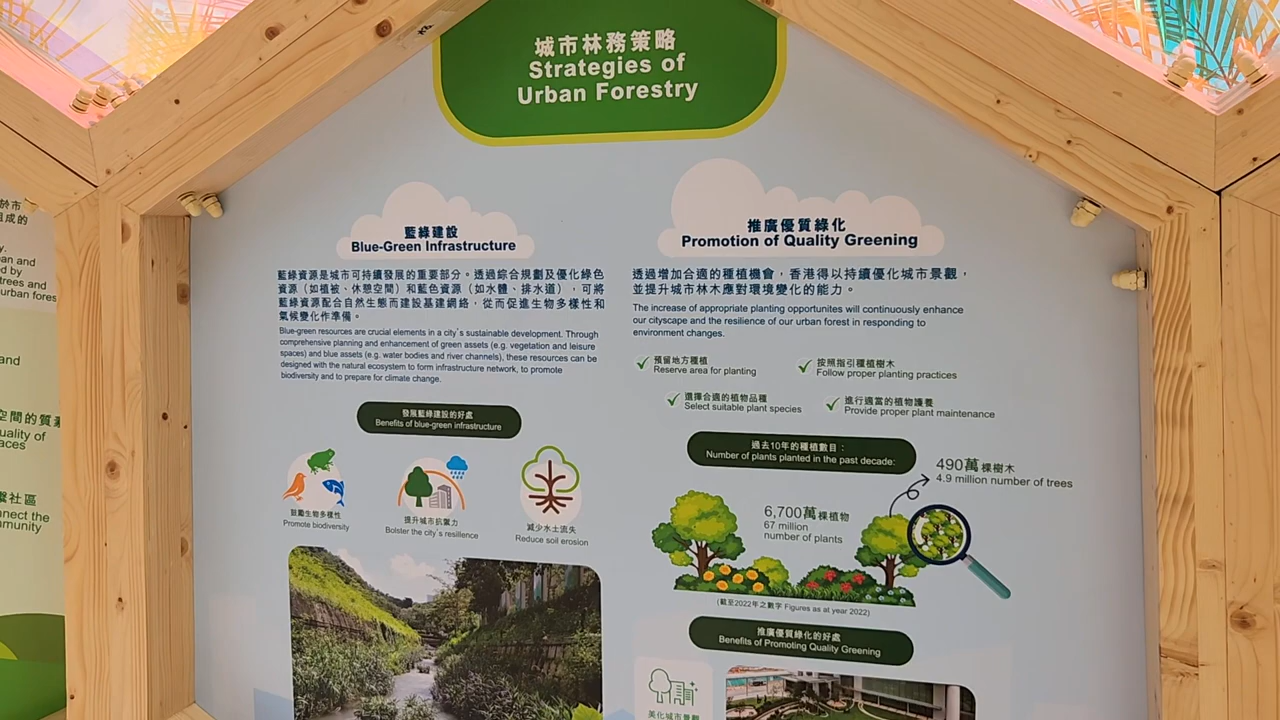 城市林務策略
Strategies of
Urban Forestry
藍綠建設
Blue-Green Infrastructure
藍綠資源是城市可持續發展的重要部分。透過綜合規劃及優化綠色
資源（如植被、休憩空間）和藍色資源（如水體、排水道），可將
藍綠資源配合自然生態而建設基建網絡，從而促進生物多樣性和
氣候變化作準備。
Blue-green resources are crucial elements in a city's sustainable development. Through
comprehensive planning and enhancement of green assets (e.g. vegetation and leisure
spaces) and blue assets (e.g. water bodies and river channels), these resources can be
designed with the natural ecosystem to form infrastructure network, to promote
biodiversity and to prepare for climate change.
發展藍綠建設的好處
Benefits of blue-green infrastructure
鼓勵生物多樣性
Promote biodiversity
提升城市抗禦力
Bolster the city's resilience
減少水土流失
Reduce soil erosion
推廣優質綠化
Promotion of Quality Greening
透過增加合適的種植機會，香港得以持續優化城市景觀，
並提升城市林木應對環境變化的能力。
The increase of appropriate planting opportunites will continuously enhance
our cityscape and the resilience of our urban forest in responding to
environment changes.
預留地方種植
Reserve area for planting
按照指引種植樹木
Follow proper planting practices
選擇合適的植物品種
Select suitable plant species
進行適當的植物護養
Provide proper plant maintenance
過去10年的種植數目：
Number of plants planted in the past decade:
490萬棵樹木
4.9 million number of trees
6,700萬棵植物
67 million
number of plants
(截至2022年之數字 Figures as at year 2022)
推廣優質綠化的好處
Benefits of Promoting Quality Greening
美化城市景觀
於市
組成的
y.
ban and
ed by
trees and
urban fores
and
空間的質素
uality of
aces
繫社區
nnect the
mmunity